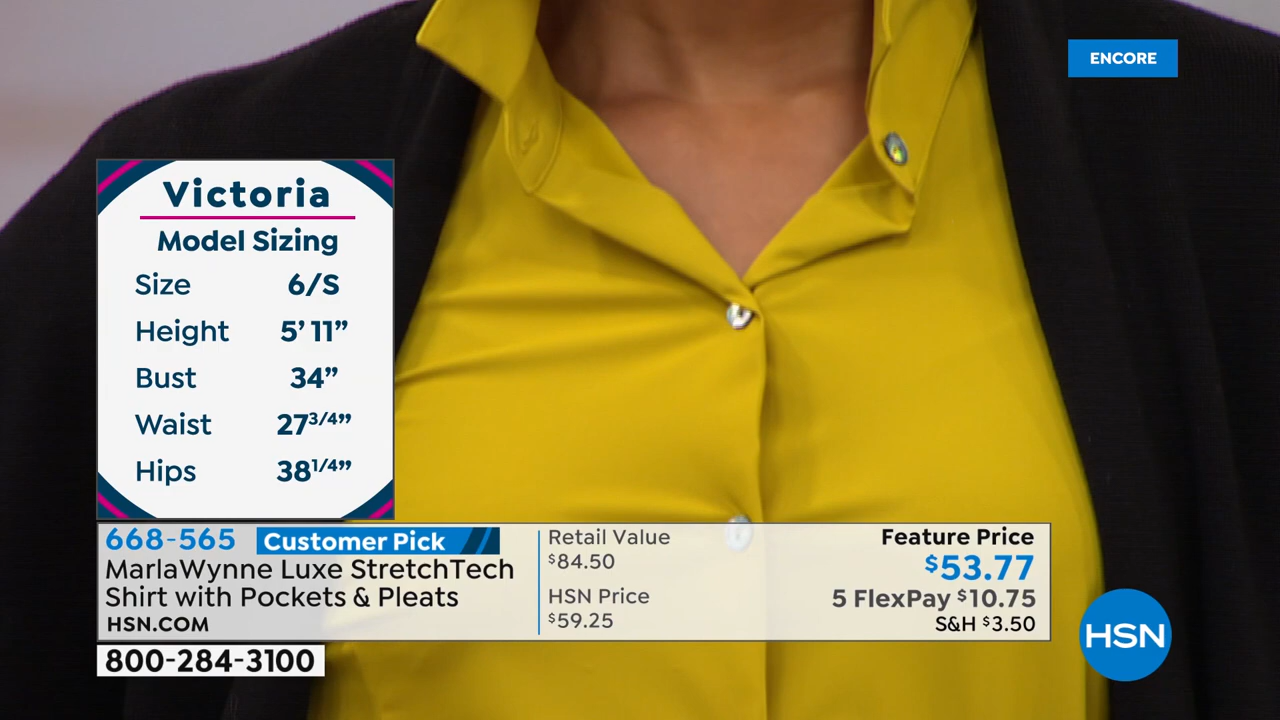 ENCORE
Victoria
Model Sizing
Size 6/S
Height 5’ 11”
Bust 34”
Waist 27 3/4”
Hips 38 1/4”
668-565 Customer Pick
MarlaWynne Luxe StretchTech
Shirt with Pockets & Pleats
HSN.COM
Retail Value
$84.50
HSN Price
$59.25
Feature Price
$53.77
5 FlexPay $10.75
S&H $3.50
800-284-3100
HSN